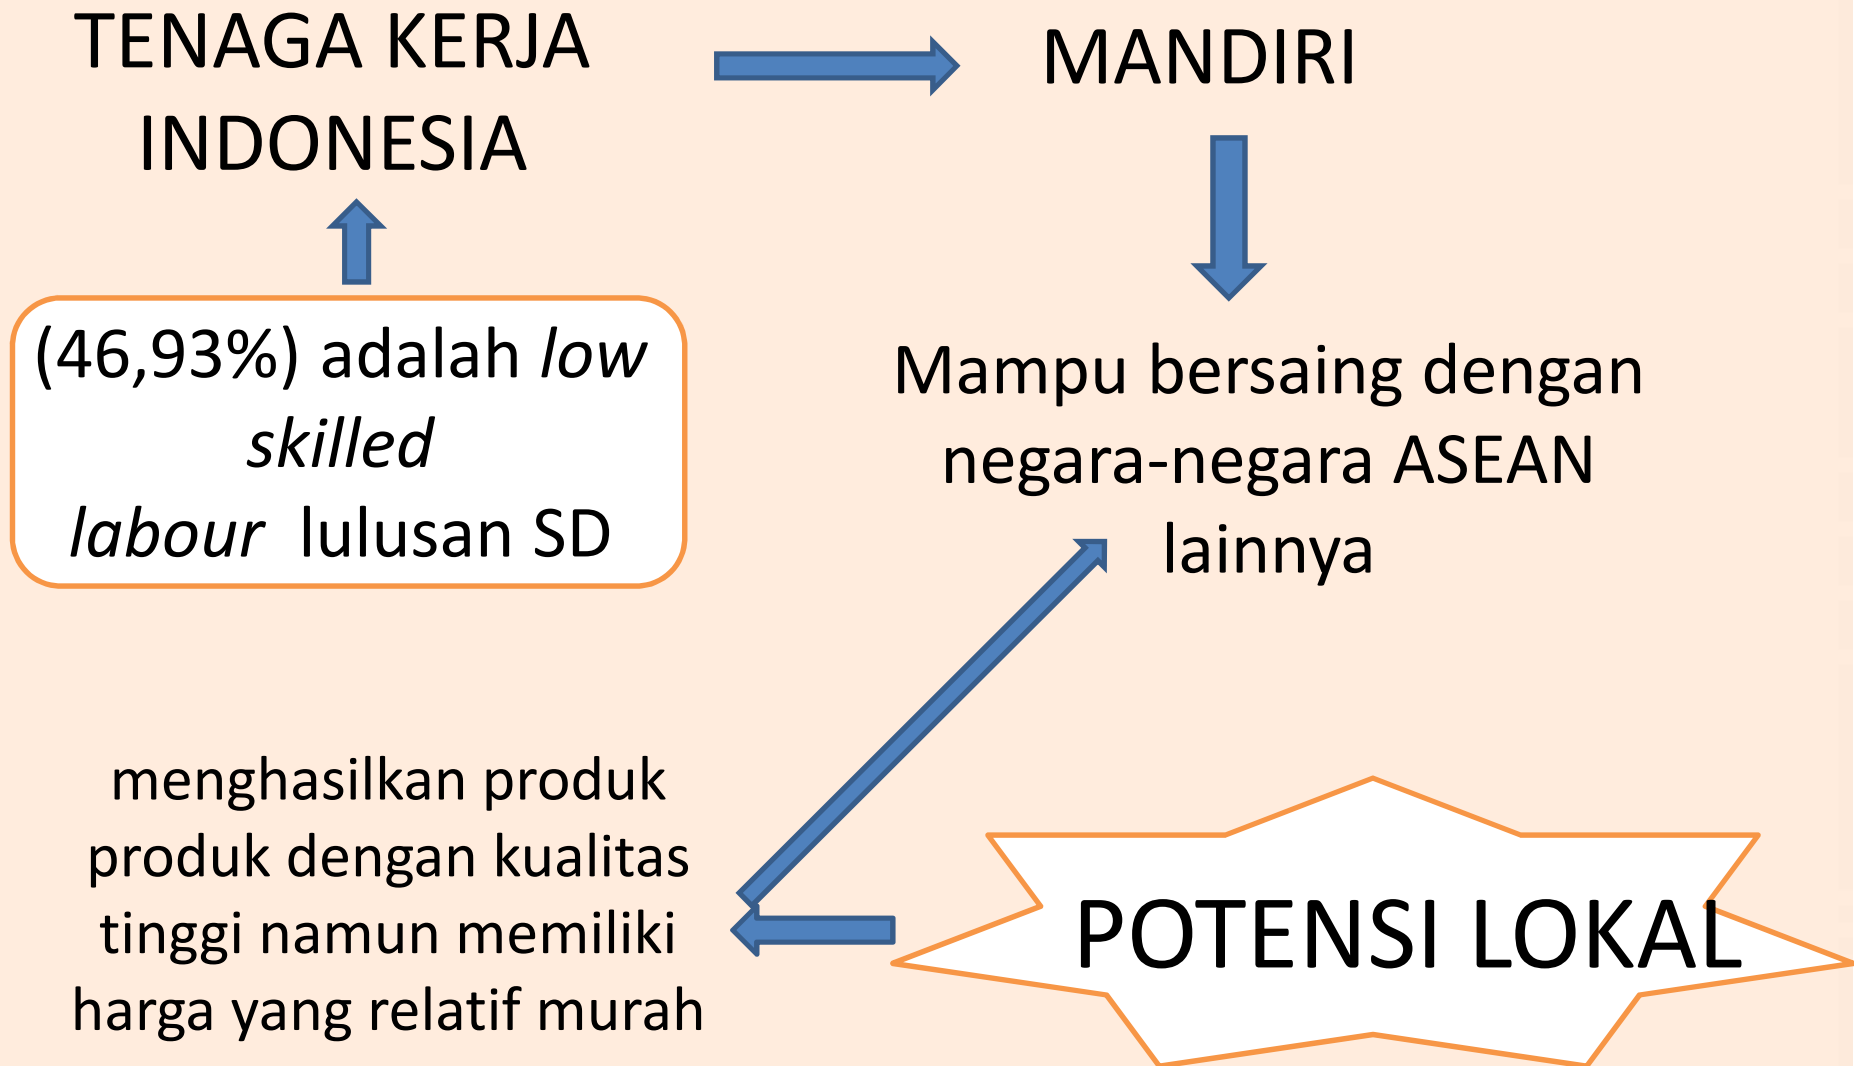 TENAGA KERJA
INDONESIA
MANDIRI
(46,93%) adalah low
skilled
labour lulusan SD
Mampu bersaing dengan
negara-negara ASEAN
lainnya
menghasilkan produk
produk dengan kualitas
tinggi namun memiliki
harga yang relatif murah
POTENSI LOKAL